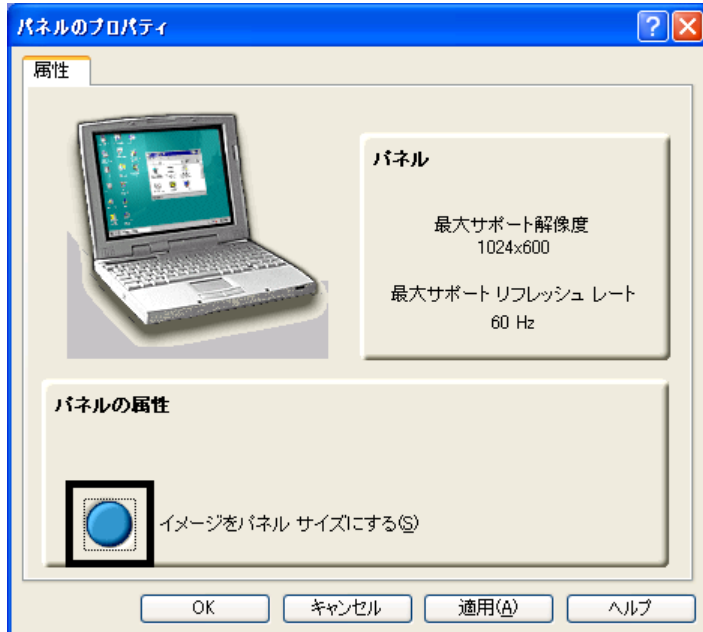 パネルのプロパティ
属性
パネル
最大サポート解像度
1024x600
最大サポート リフレッシュ レート
60 Hz
パネルの属性
イメージをパネル サイズにする(S)
OK
キャンセル
適用(A)
ヘルプ